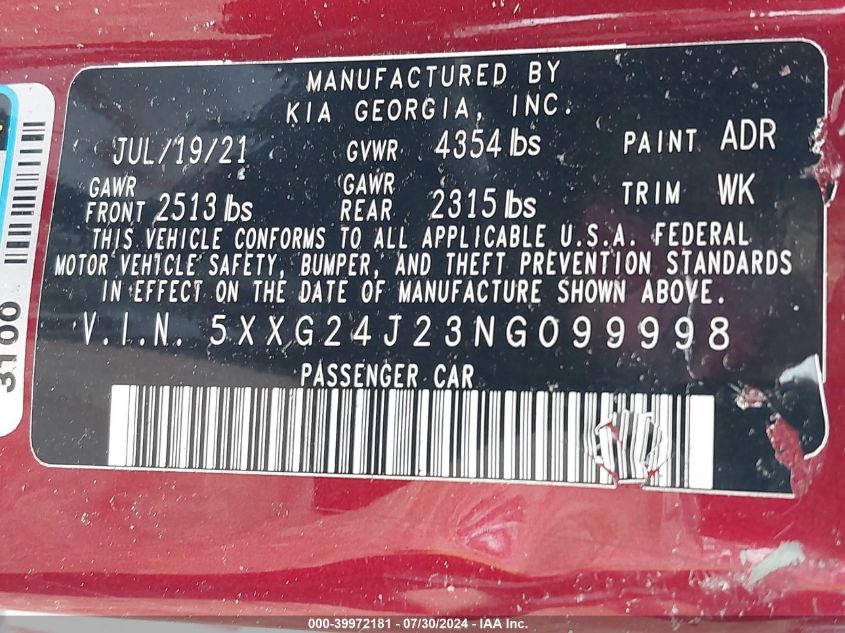 MANUFACTURED BY
KIA GEORGIA, INC.
JUL/19/21 GVWR 4354 lbs PAINT ADR
GAWR FRONT 2513 lbs GAWR REAR 2315 lbs TRIM WK
THIS VEHICLE CONFORMS TO ALL APPLICABLE U.S.A. FEDERAL
MOTOR VEHICLE SAFETY, BUMPER, AND THEFT PREVENTION STANDARDS
IN EFFECT ON THE DATE OF MANUFACTURE SHOWN ABOVE.
V.I.N. 5XXG24J23NG099998
PASSENGER CAR
3100
000-39972181 - 07/30/2024 - IAA Inc.